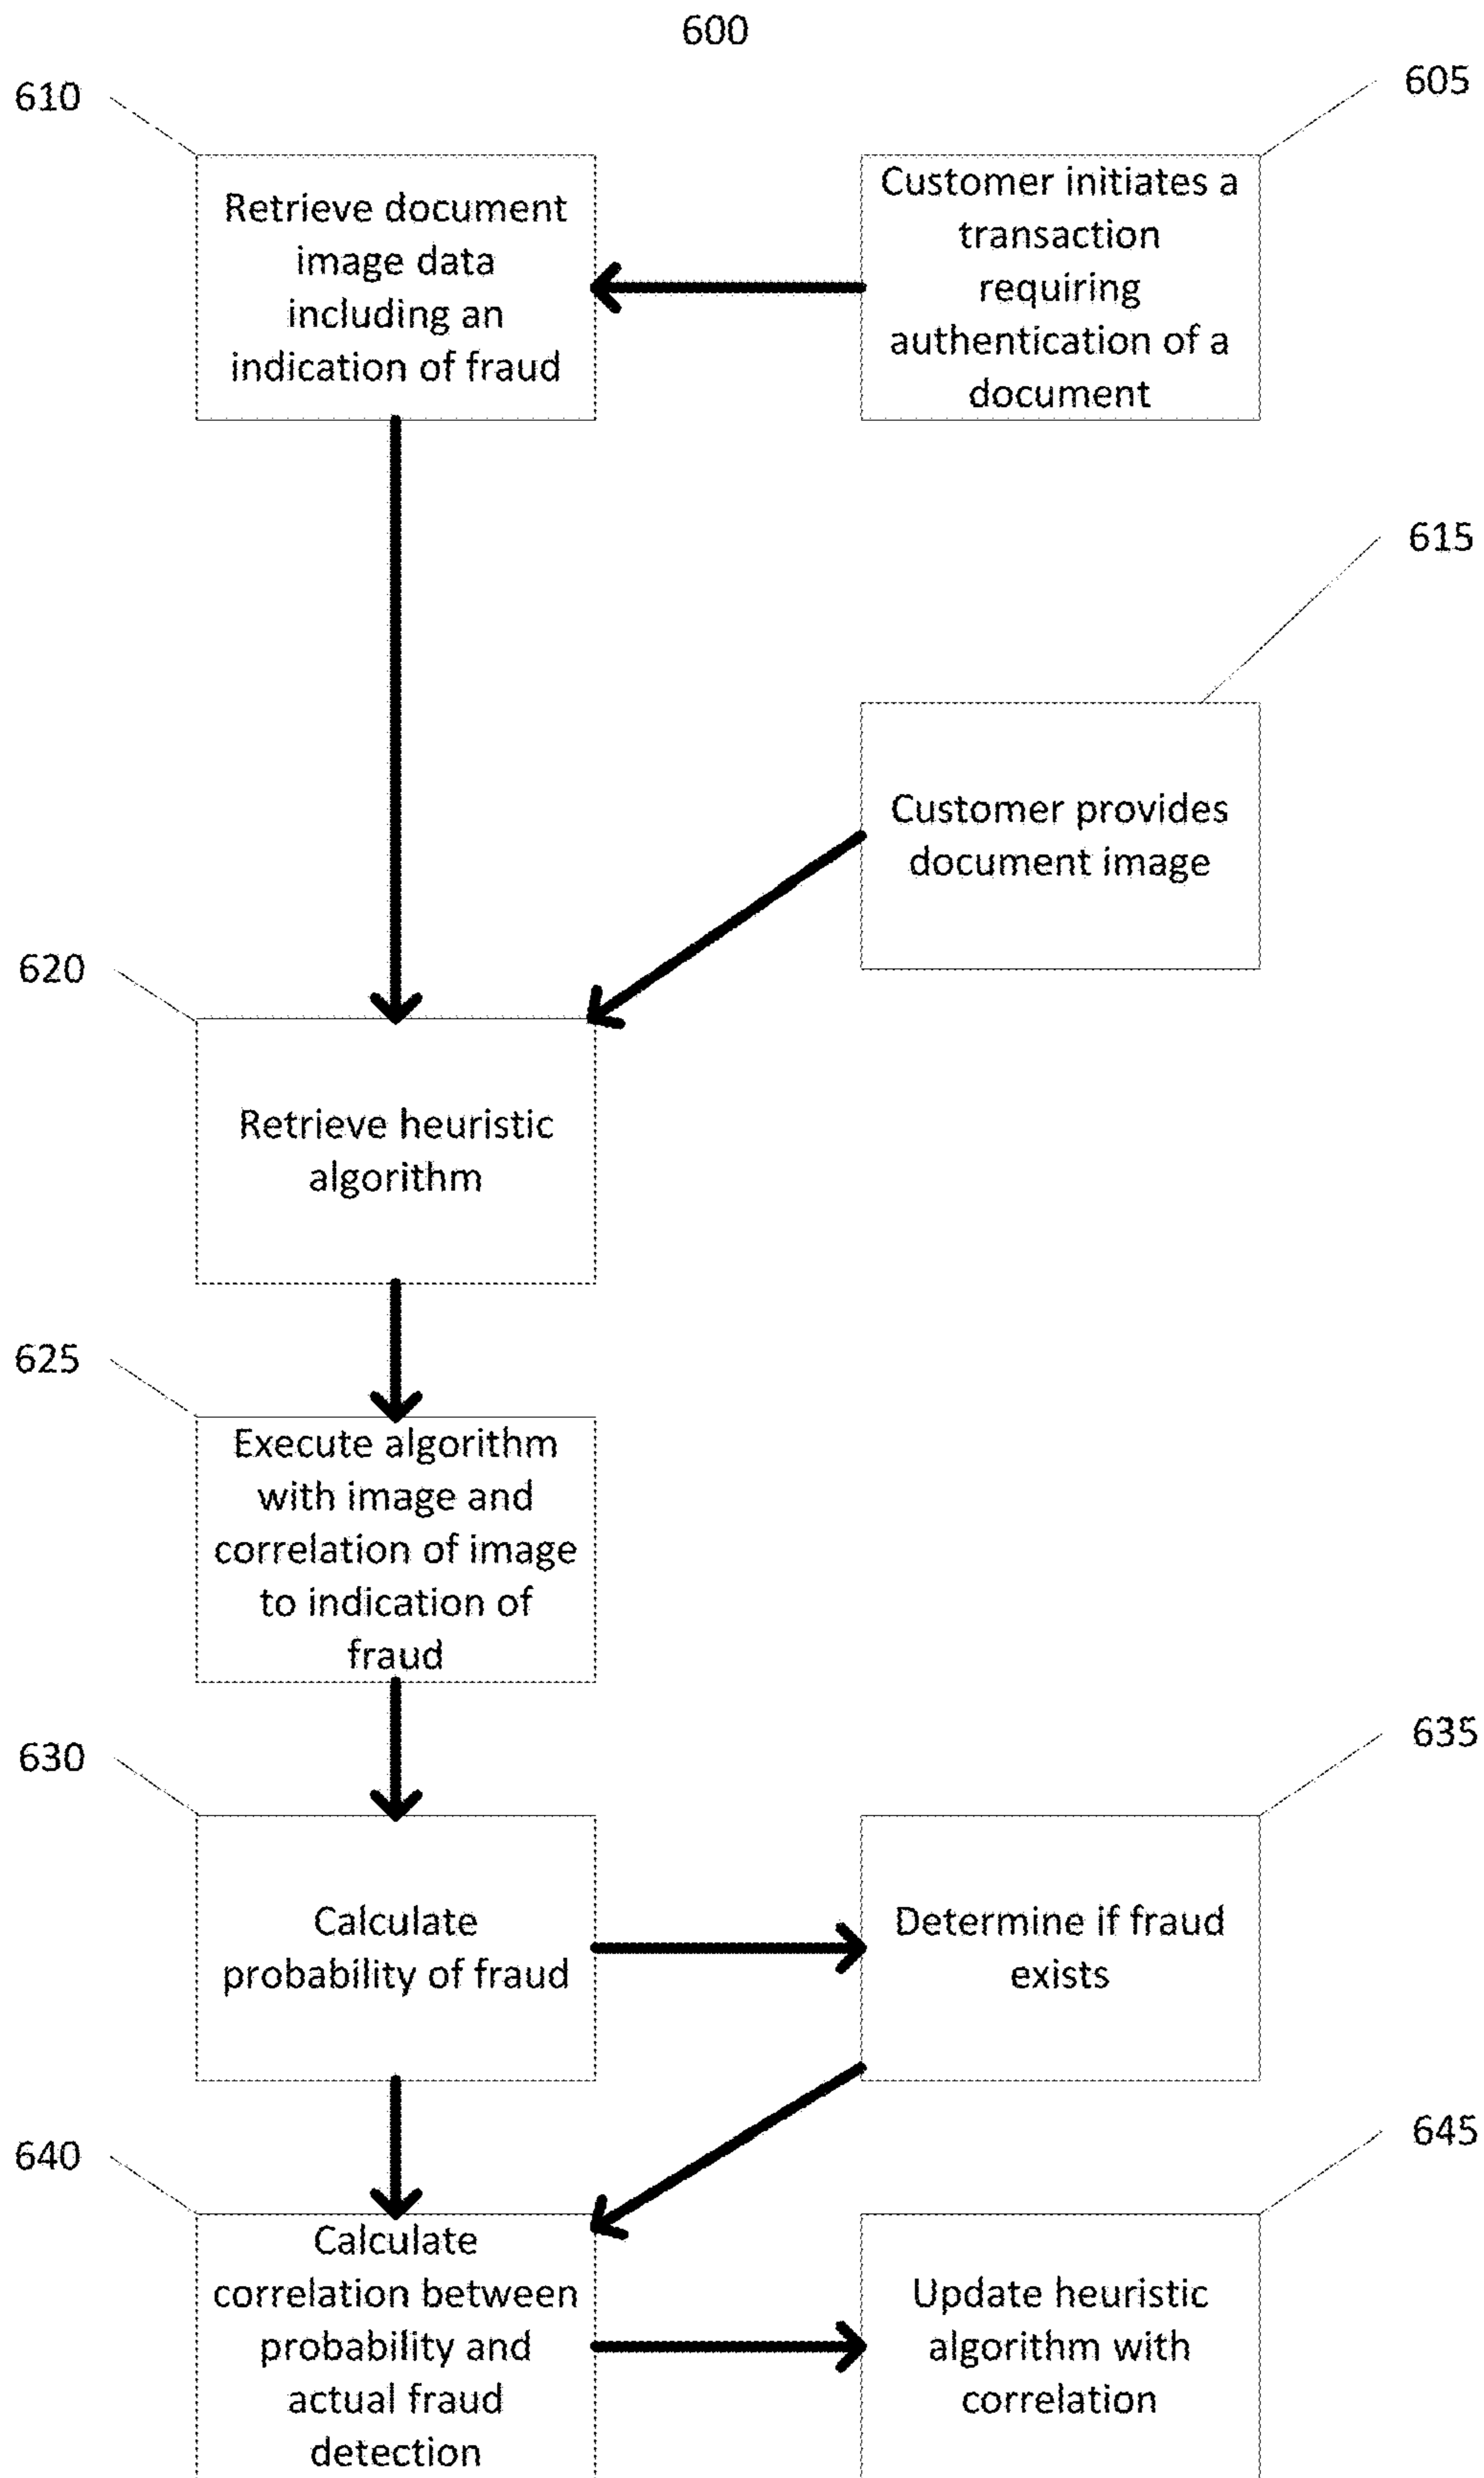 600
610
605
Retrieve document
image data
including an
indication of fraud
Customer initiates a
transaction
requiring
authentication of a
document
615
Customer provides
document image
620
Retrieve heuristic
algorithm
625
Execute algorithm
with image and
correlation of image
to indication of
fraud
630
635
Calculate
probability of fraud
Determine if fraud
exists
640
645
Calculate
correlation between
probability and
actual fraud
detection
Update heuristic
algorithm with
correlation